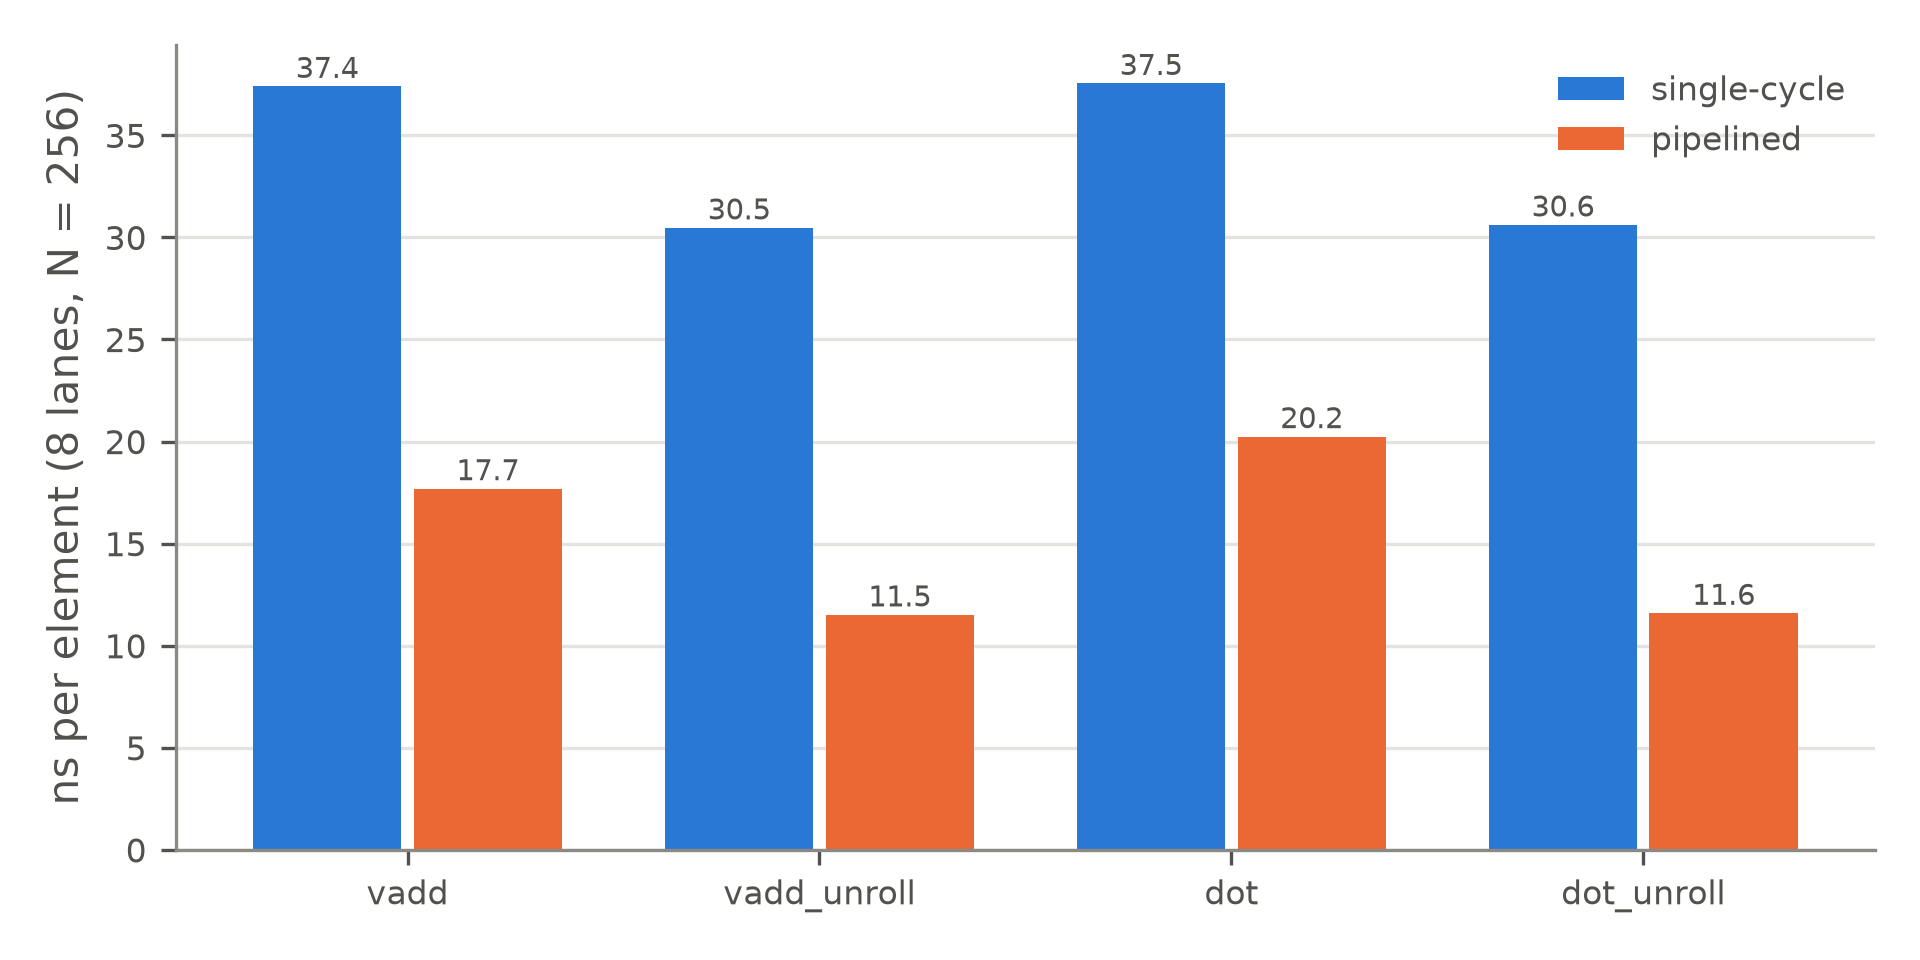 ns per element (8 lanes, N = 256)
35
30
25
20
15
10
5
0
37.4
17.7
30.5
11.5
37.5
20.2
30.6
11.6
single-cycle
pipelined
vadd
vadd_unroll
dot
dot_unroll